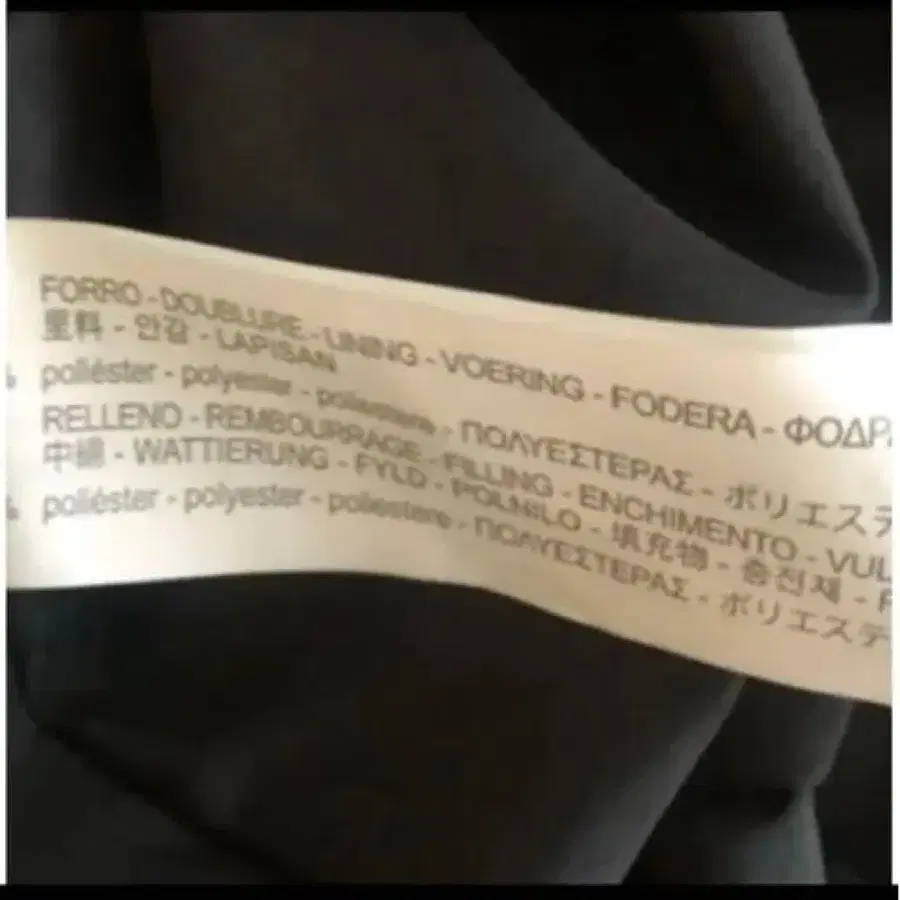 FORRO - DOUBLURE - LINING - VOERING - FODERA - ΦΟΔΡ
里料 - 안감 - LAPISAN
% poliéster - polyester - poliestere - ΠΟΛΥΕΣΤΕΡΑΣ - ポリエステ
RELLENO - REMBOURRAGE - FILLING - ENCHIMENTO - VUL
中綿 - WATTIERUNG - FYLD - POLNILO - 填充物 - 충전재 -
% poliéster - polyester - poliestere - ΠΟΛΥΕΣΤΕΡΑΣ - ポリエステ